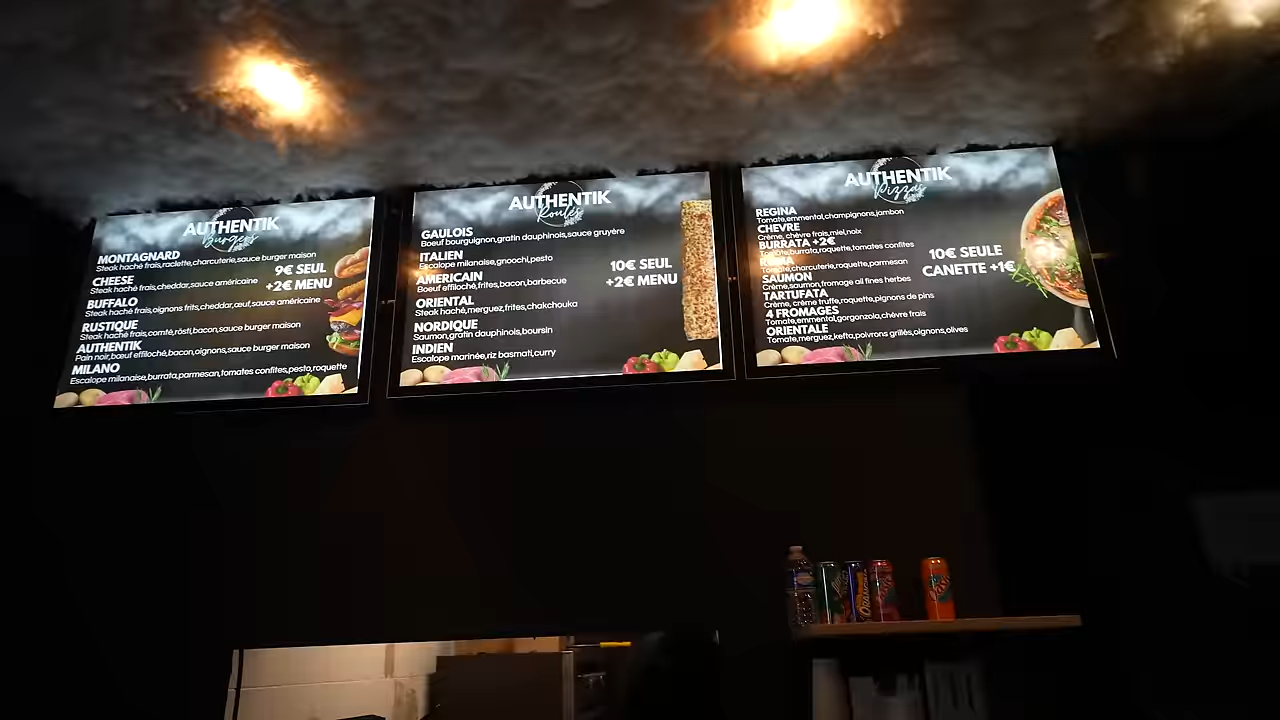 AUTHENTIK
Burgers
MONTAGNARD
Steak haché frais,raclette,charcuterie,sauce burger maison
CHEESE
Steak haché frais,cheddar,sauce américaine
BUFFALO
Steak haché frais,oignons frits,cheddar,œuf,sauce américaine
RUSTIQUE
Steak haché frais,comté,rösti,bacon,sauce burger maison
AUTHENTIK
Pain noir,bœuf effiloché,bacon,oignons,sauce burger maison
MILANO
Escalope milanaise,burrata,parmesan,tomates confites,pesto,roquette
9€ SEUL
+2€ MENU
AUTHENTIK
Roulés
GAULOIS
Boeuf bourguignon,gratin dauphinois,sauce gruyère
ITALIEN
Escalope milanaise,gnoochi,pesto
AMERICAIN
Boeuf effiloché,frites,bacon,barbecue
ORIENTAL
Steak haché,merguez,frites,chakchouka
NORDIQUE
Saumon,gratin dauphinois,boursin
INDIEN
Escalope marinée,riz basmati,curry
10€ SEUL
+2€ MENU
AUTHENTIK
Pizzas
REGINA
Tomate,emmental,champignons,jambon
CHEVRE
Crème, chèvre frais,miel,noix
BURRATA +2€
Tomate,burrata,roquette,tomates confites
Tomate,charcuterie,roquette,parmesan
SAUMON
Crème,saumon,fromage all fines herbes
TARTUFATA
Crème, crème truffe,roquette,pignons de pins
4 FROMAGES
Tomate,emmental,gorgonzola,chèvre frais
ORIENTALE
Tomate,merguez,kefta,poivrons grillés,oignons,olives
10€ SEULE
CANETTE +1€